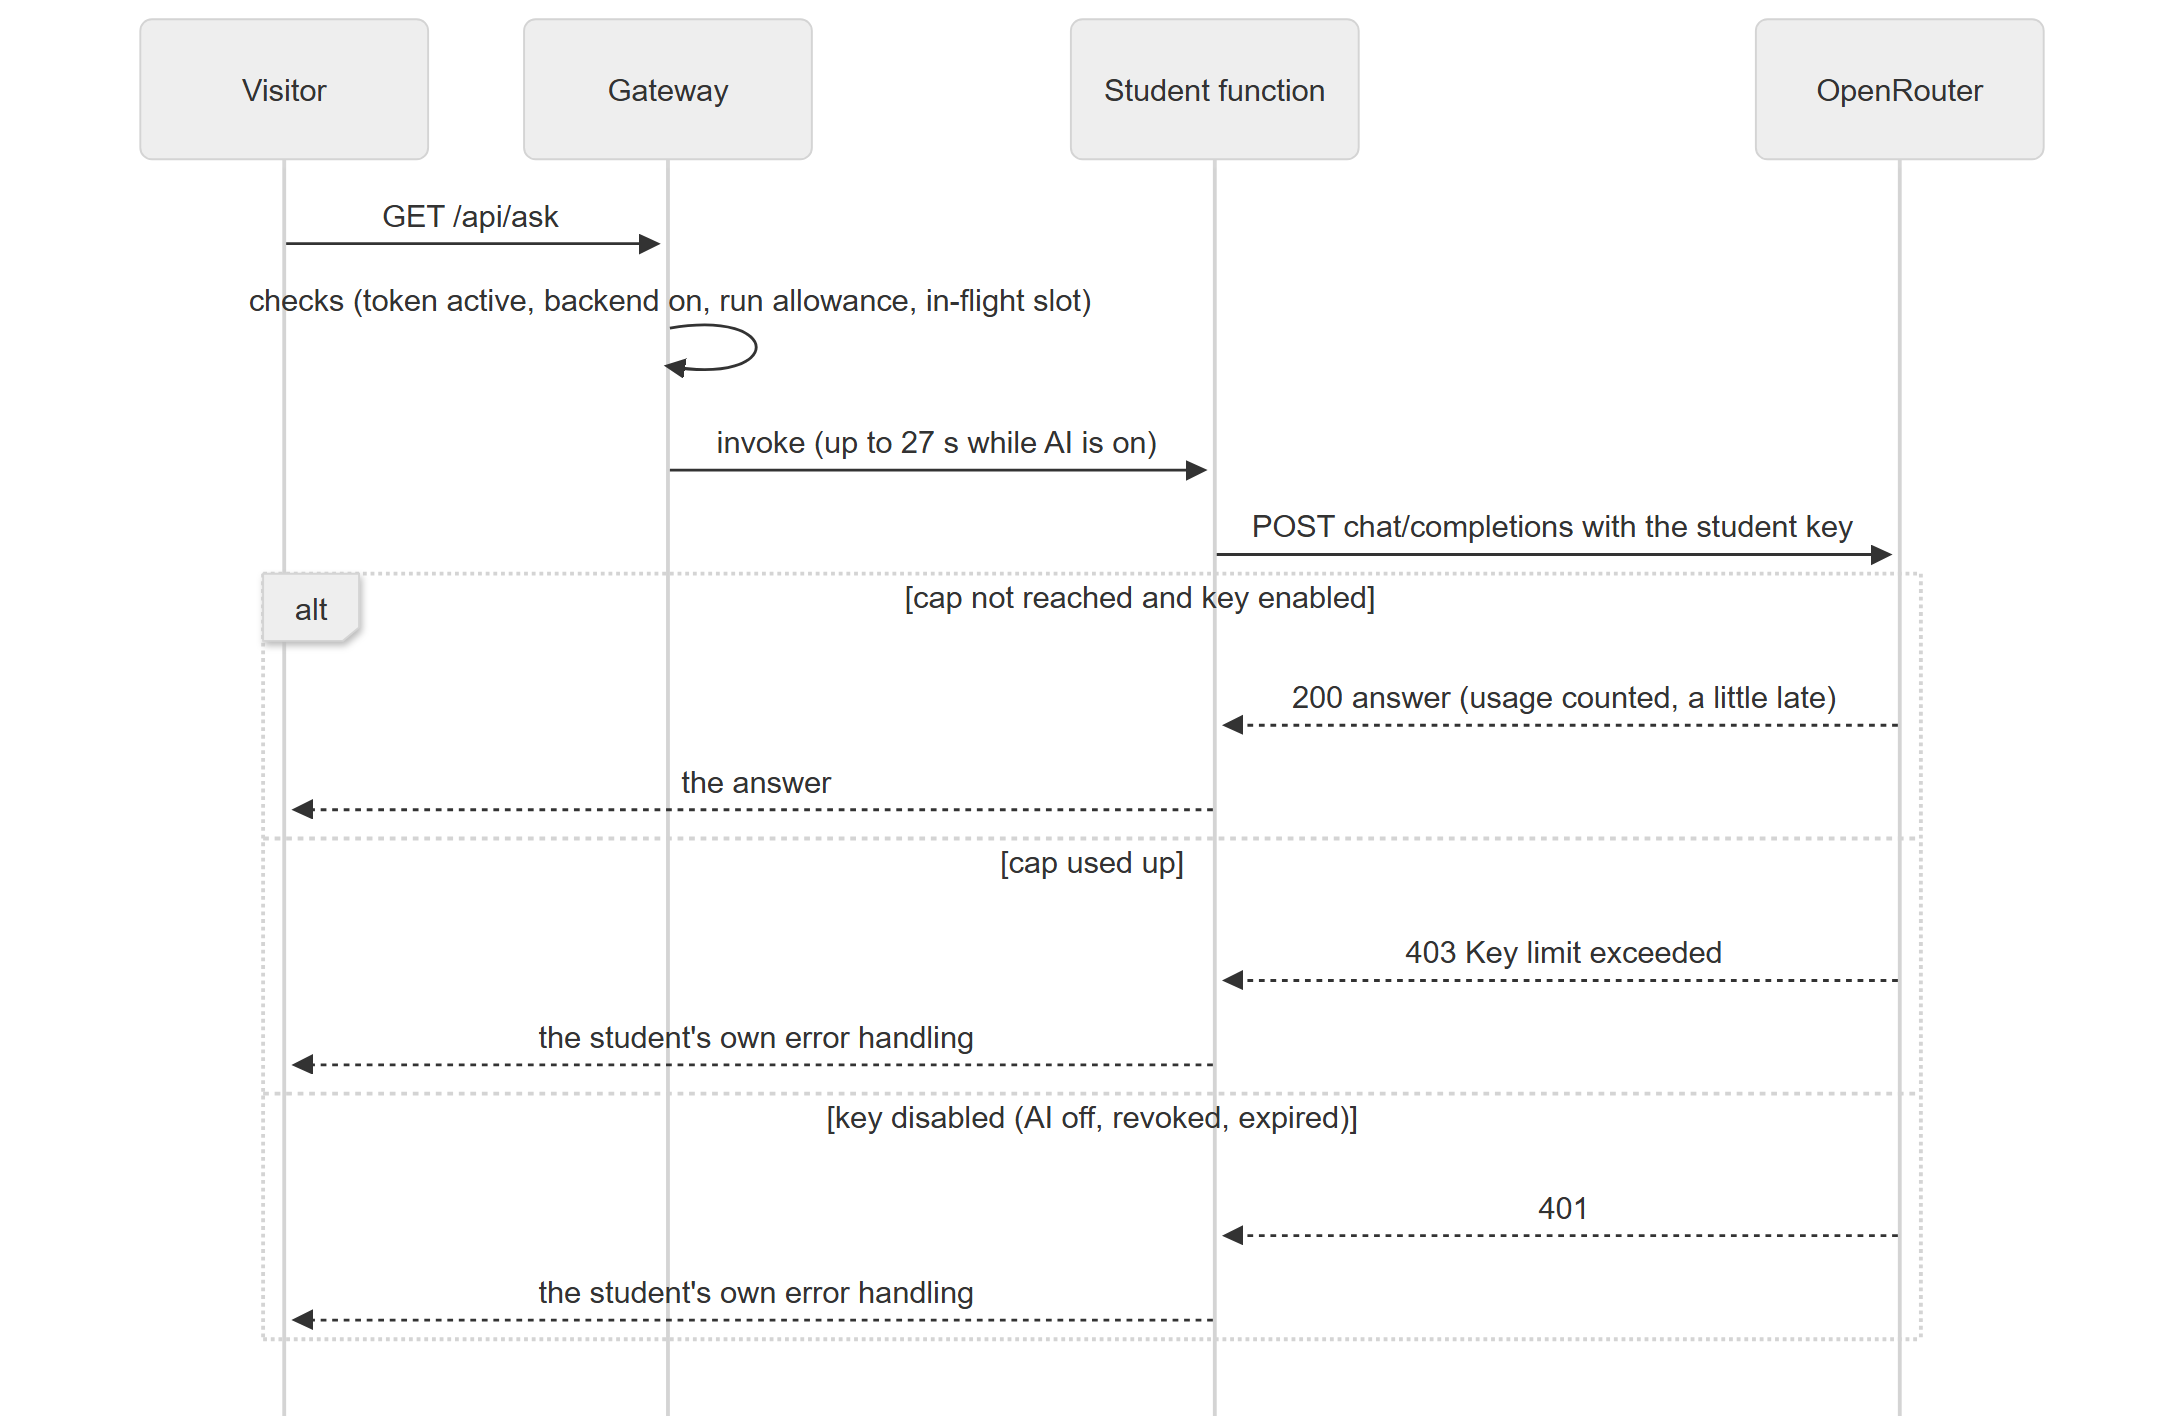 Visitor
Gateway
Student function
OpenRouter
GET /api/ask
checks (token active, backend on, run allowance, in-flight slot)
invoke (up to 27 s while AI is on)
POST chat/completions with the student key
alt
[cap not reached and key enabled]
200 answer (usage counted, a little late)
the answer
[cap used up]
403 Key limit exceeded
the student's own error handling
[key disabled (AI off, revoked, expired)]
401
the student's own error handling